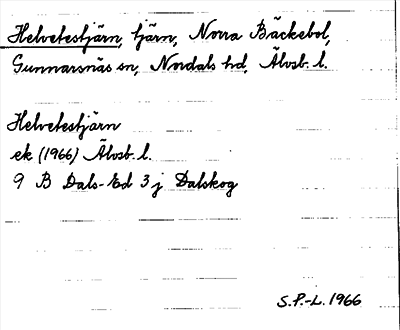 Helvetestjärn, tjärn, Norra Bäckebol,
Gunnarsnäs sn, Nordals hd, Älvsb. l.
Helvetestjärn
ek (1966) Älvsb. l.
9 B Dals-Ed 3 j Dalskog
S.P.-L. 1966